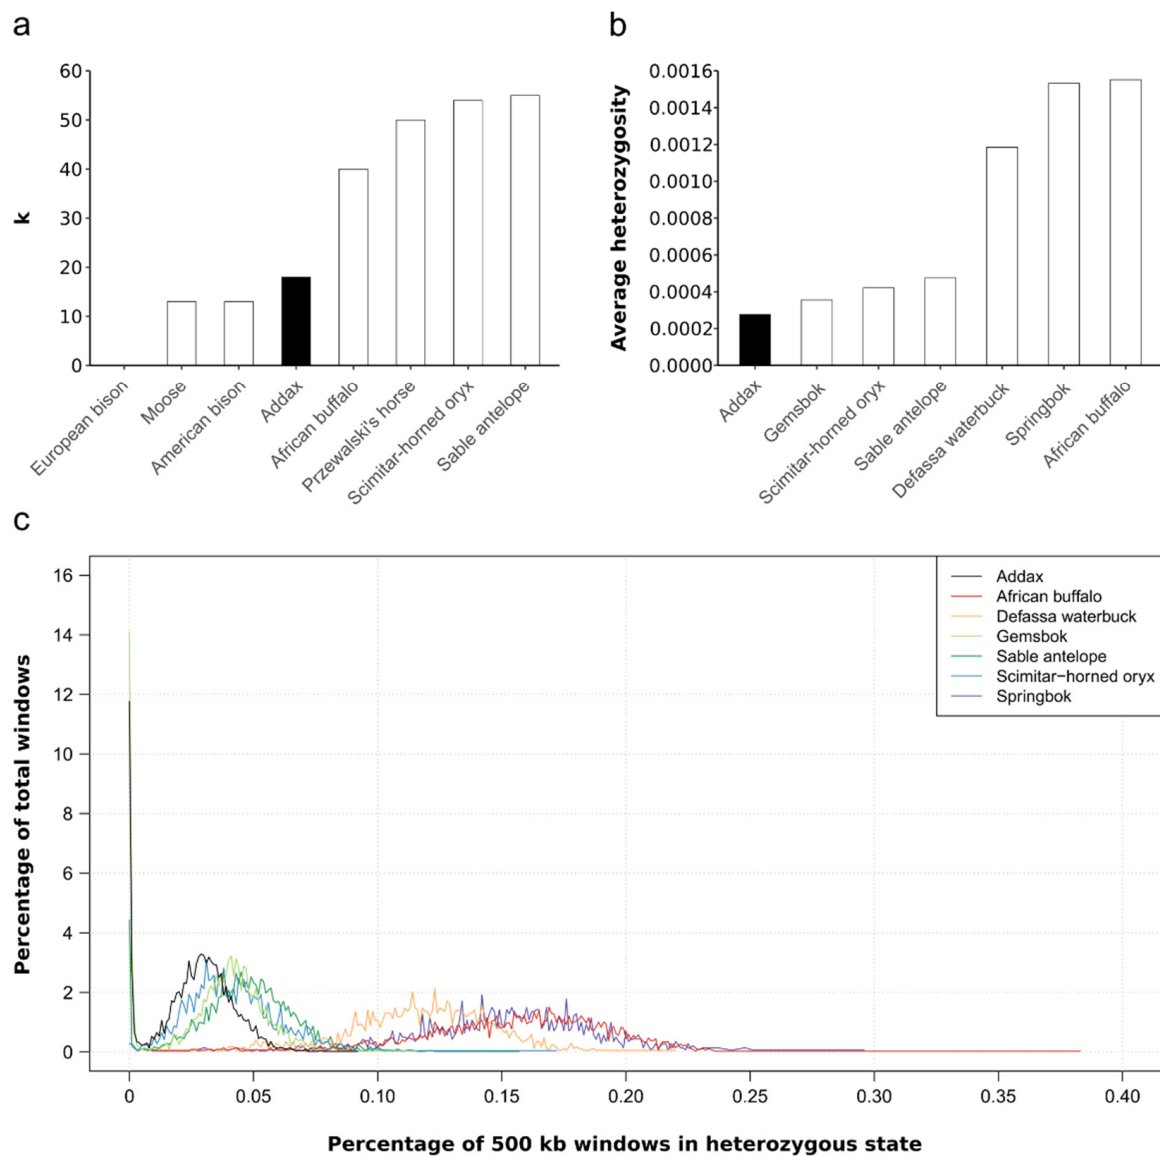 a
60
50
40
30
20
10
0
k
European bison
Moose
American bison
Addax
African buffalo
Przewalski's horse
Scimitar-horned oryx
Sable antelope
b
0.0016
0.0014
0.0012
0.0010
0.0008
0.0006
0.0004
0.0002
0.0000
Average heterozygosity
Addax
Gemsbok
Scimitar-horned oryx
Sable antelope
Defassa waterbuck
Springbok
African buffalo
c
16
14
12
10
8
6
4
2
0
Percentage of total windows
Addax
African buffalo
Defassa waterbuck
Gemsbok
Sable antelope
Scimitar−horned oryx
Springbok
0 0.05 0.10 0.15 0.20 0.25 0.30 0.35 0.40
Percentage of 500 kb windows in heterozygous state